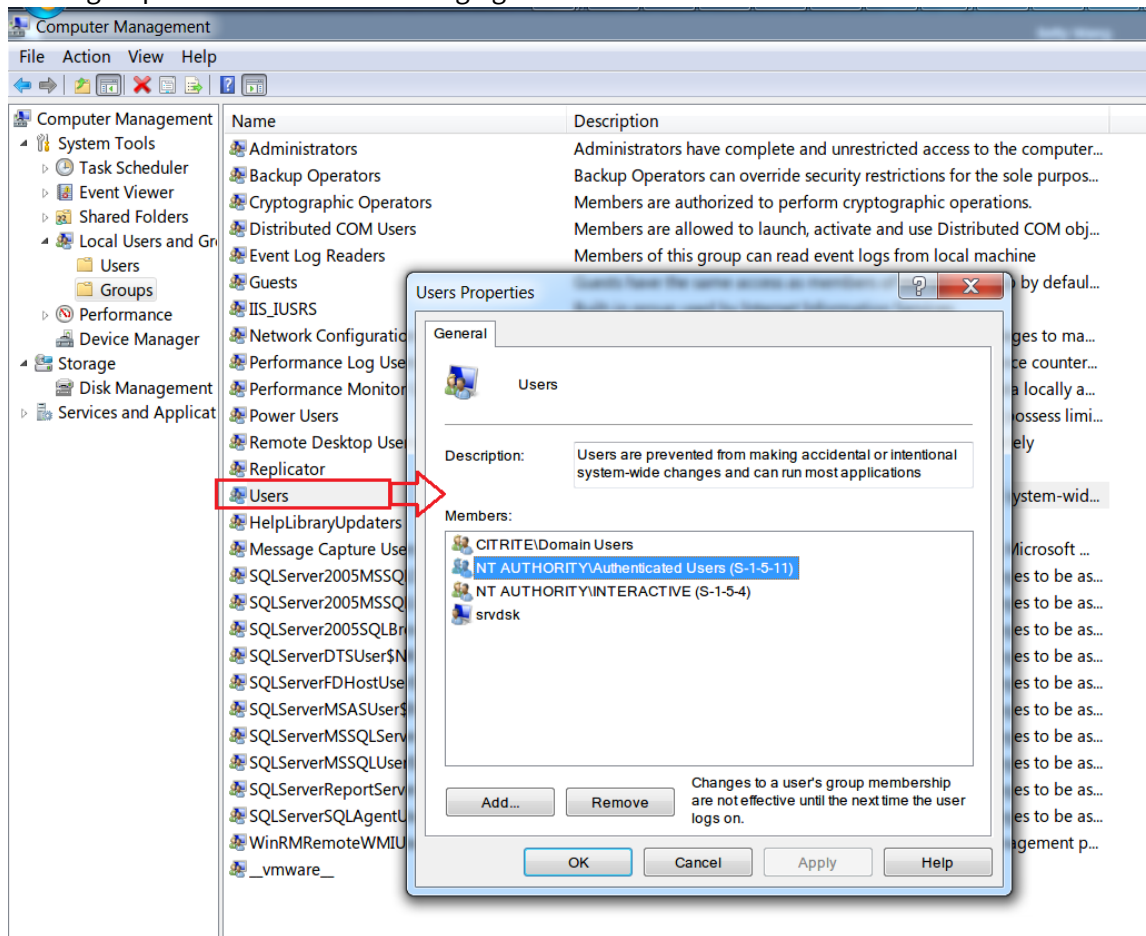 Computer Management
File Action View Help
Computer Management
System Tools
Task Scheduler
Event Viewer
Shared Folders
Local Users and Gr
Users
Groups
Performance
Device Manager
Storage
Disk Management
Services and Applicat
Name Description
Administrators Administrators have complete and unrestricted access to the computer...
Backup Operators Backup Operators can override security restrictions for the sole purpos...
Cryptographic Operators Members are authorized to perform cryptographic operations.
Distributed COM Users Members are allowed to launch, activate and use Distributed COM obj...
Event Log Readers Members of this group can read event logs from local machine
Guests by defaul...
IIS_IUSRS
Network Configuratio ges to ma...
Performance Log Use ce counter...
Performance Monitor a locally a...
Power Users possess limi...
Remote Desktop Use ely
Replicator
Users ystem-wid...
HelpLibraryUpdaters
Message Capture Use Microsoft ...
SQLServer2005MSSQ es to be as...
SQLServer2005MSSQ es to be as...
SQLServer2005SQLBr es to be as...
SQLServerDTSUser$N es to be as...
SQLServerFDHostUse es to be as...
SQLServerMSASUser$ es to be as...
SQLServerMSSQLServ es to be as...
SQLServerMSSQLUser es to be as...
SQLServerReportServ es to be as...
SQLServerSQLAgentU es to be as...
WinRMRemoteWMIU agement p...
__vmware__
Users Properties
General
Users
Description:
Users are prevented from making accidental or intentional
system-wide changes and can run most applications
Members:
CITRITE\Domain Users
NT AUTHORITY\Authenticated Users (S-1-5-11)
NT AUTHORITY\INTERACTIVE (S-1-5-4)
srvdsk
Add... Remove
Changes to a user's group membership
are not effective until the next time the user
logs on.
OK Cancel Apply Help